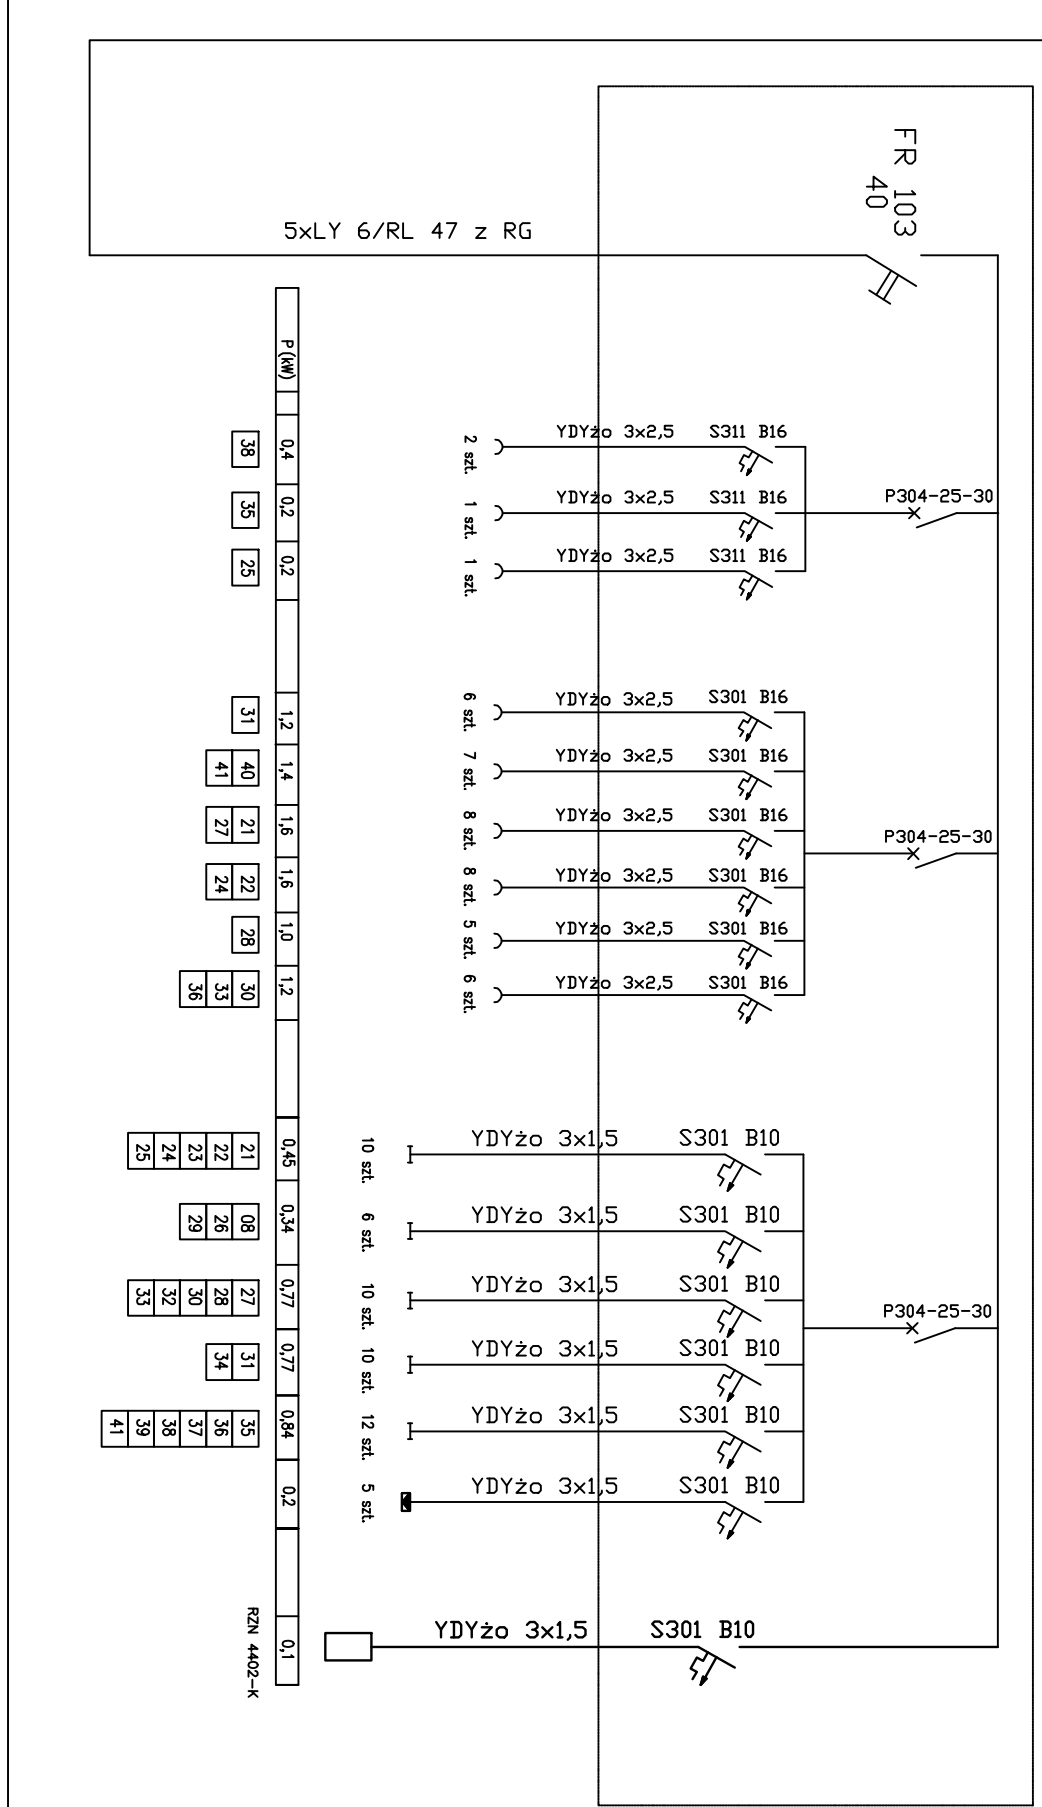 FR 103
40
5xLY 6/RL 47 z RG
P(kW)
38
0,4
2 szt.
YDYżo 3x2,5
S311 B16
35
0,2
1 szt.
YDYżo 3x2,5
S311 B16
P304-25-30
25
0,2
1 szt.
YDYżo 3x2,5
S311 B16
31
1,2
6 szt.
YDYżo 3x2,5
S301 B16
40
41
1,4
7 szt.
YDYżo 3x2,5
S301 B16
21
27
1,6
8 szt.
YDYżo 3x2,5
S301 B16
P304-25-30
22
24
1,6
8 szt.
YDYżo 3x2,5
S301 B16
28
1,0
5 szt.
YDYżo 3x2,5
S301 B16
30
33
36
1,2
6 szt.
YDYżo 3x2,5
S301 B16
21
22
23
24
25
0,45
10 szt.
YDYżo 3x1,5
S301 B10
08
26
29
0,34
6 szt.
YDYżo 3x1,5
S301 B10
27
28
30
32
33
0,77
10 szt.
YDYżo 3x1,5
S301 B10
P304-25-30
31
34
0,77
10 szt.
YDYżo 3x1,5
S301 B10
35
36
37
38
39
41
0,84
12 szt.
YDYżo 3x1,5
S301 B10
0,2
5 szt.
YDYżo 3x1,5
S301 B10
RZN 4402-K
0,1
YDYżo 3x1,5
S301 B10